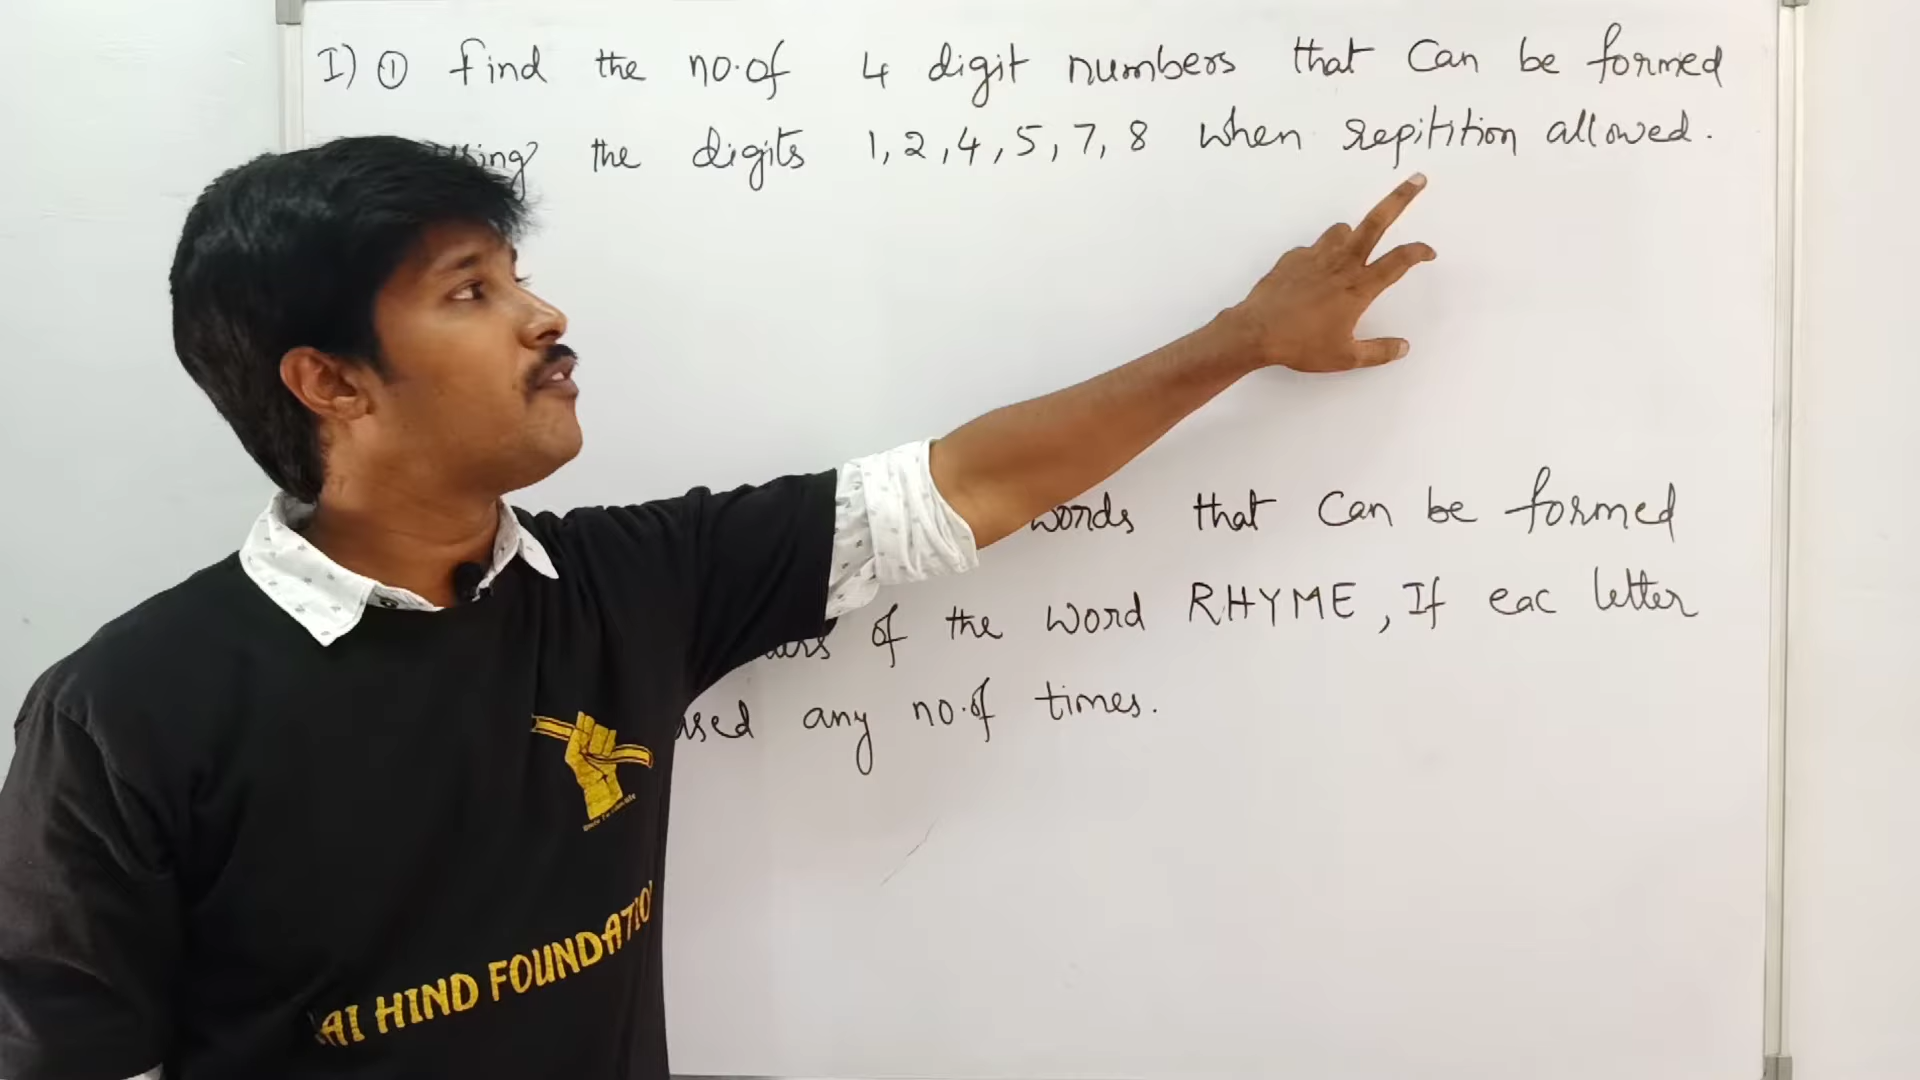 I) ① find the no.of 4 digit numbers that can be formed
the digits 1,2,4,5,7,8 when repitition allowed.
words that can be formed
of the word RHYME, If eac letter
used any no.of times.
AI HIND FOUNDATIO